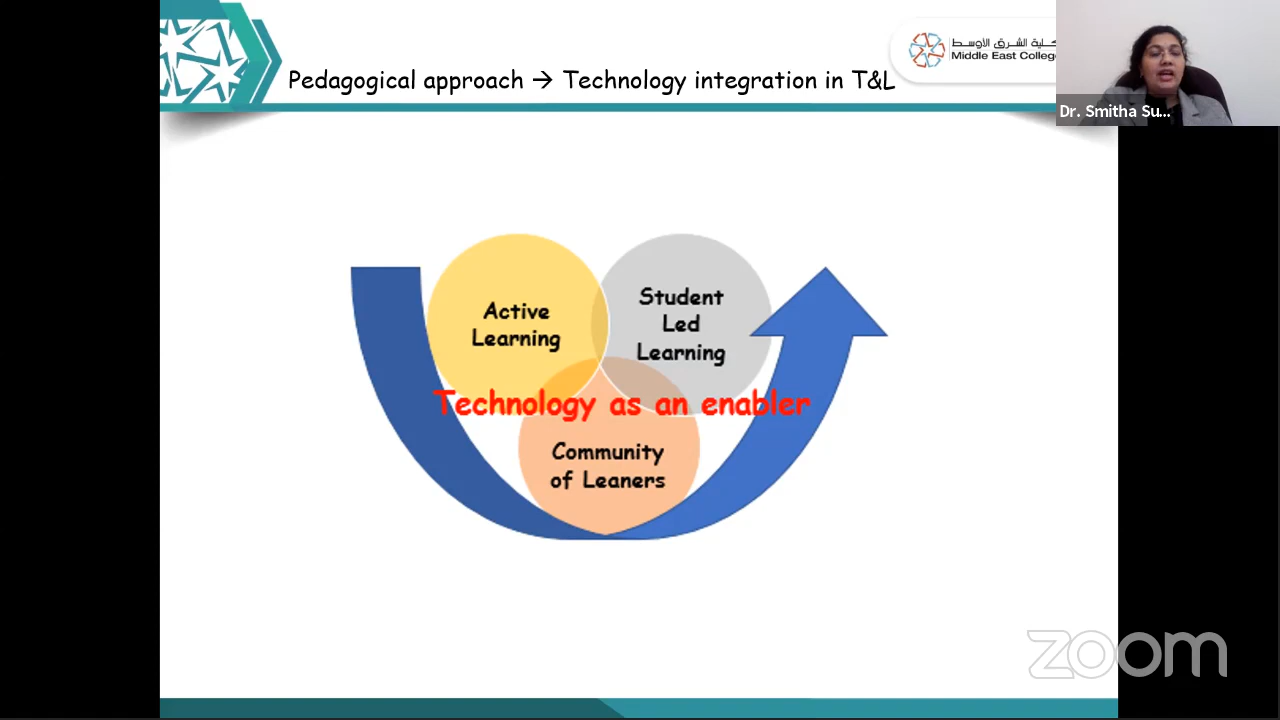 كلية الشرق الأوسط
Middle East College
Pedagogical approach → Technology integration in T&L
Dr. Smitha Su...
Active
Learning
Student
Led
Learning
Technology as an enabler
Community
of Leaners
zoom